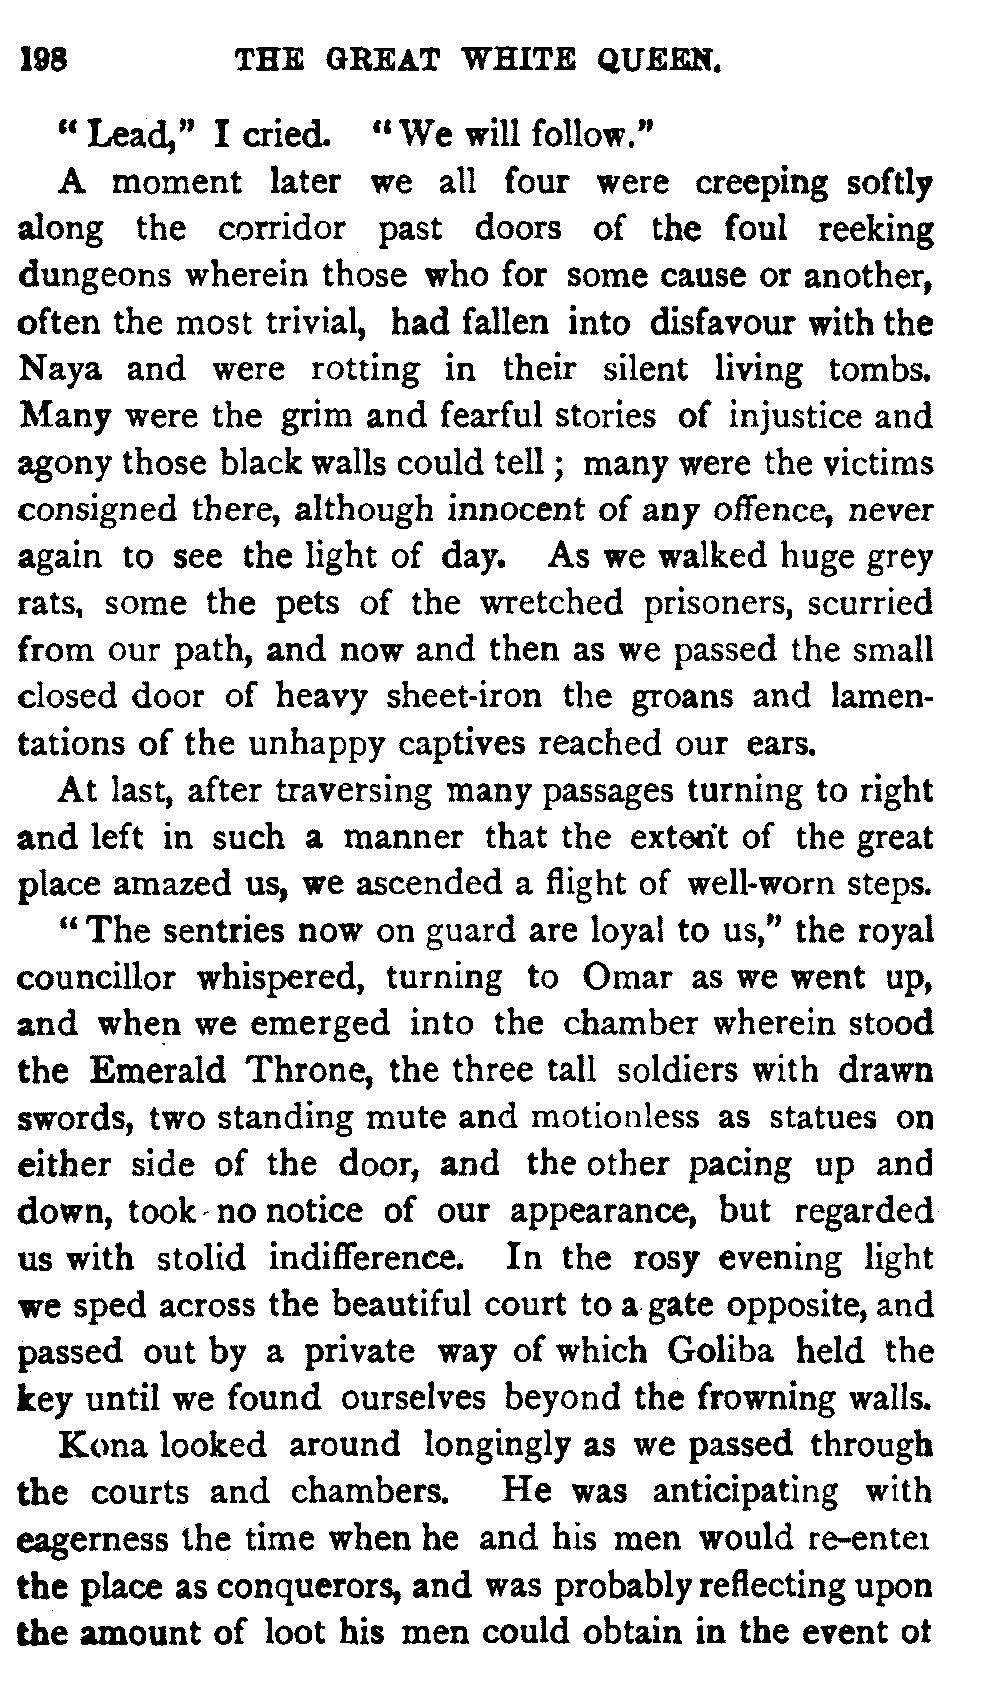 198 THE GREAT WHITE QUEEN.
“Lead,” I cried. “We will follow.”
A moment later we all four were creeping softly
along the corridor past doors of the foul reeking
dungeons wherein those who for some cause or another,
often the most trivial, had fallen into disfavour with the
Naya and were rotting in their silent living tombs.
Many were the grim and fearful stories of injustice and
agony those black walls could tell; many were the victims
consigned there, although innocent of any offence, never
again to see the light of day. As we walked huge grey
rats, some the pets of the wretched prisoners, scurried
from our path, and now and then as we passed the small
closed door of heavy sheet-iron the groans and lamen-
tations of the unhappy captives reached our ears.
At last, after traversing many passages turning to right
and left in such a manner that the extent of the great
place amazed us, we ascended a flight of well-worn steps.
“The sentries now on guard are loyal to us,” the royal
councillor whispered, turning to Omar as we went up,
and when we emerged into the chamber wherein stood
the Emerald Throne, the three tall soldiers with drawn
swords, two standing mute and motionless as statues on
either side of the door, and the other pacing up and
down, took no notice of our appearance, but regarded
us with stolid indifference. In the rosy evening light
we sped across the beautiful court to a gate opposite, and
passed out by a private way of which Goliba held the
key until we found ourselves beyond the frowning walls.
Kona looked around longingly as we passed through
the courts and chambers. He was anticipating with
eagerness the time when he and his men would re-enter
the place as conquerors, and was probably reflecting upon
the amount of loot his men could obtain in the event of